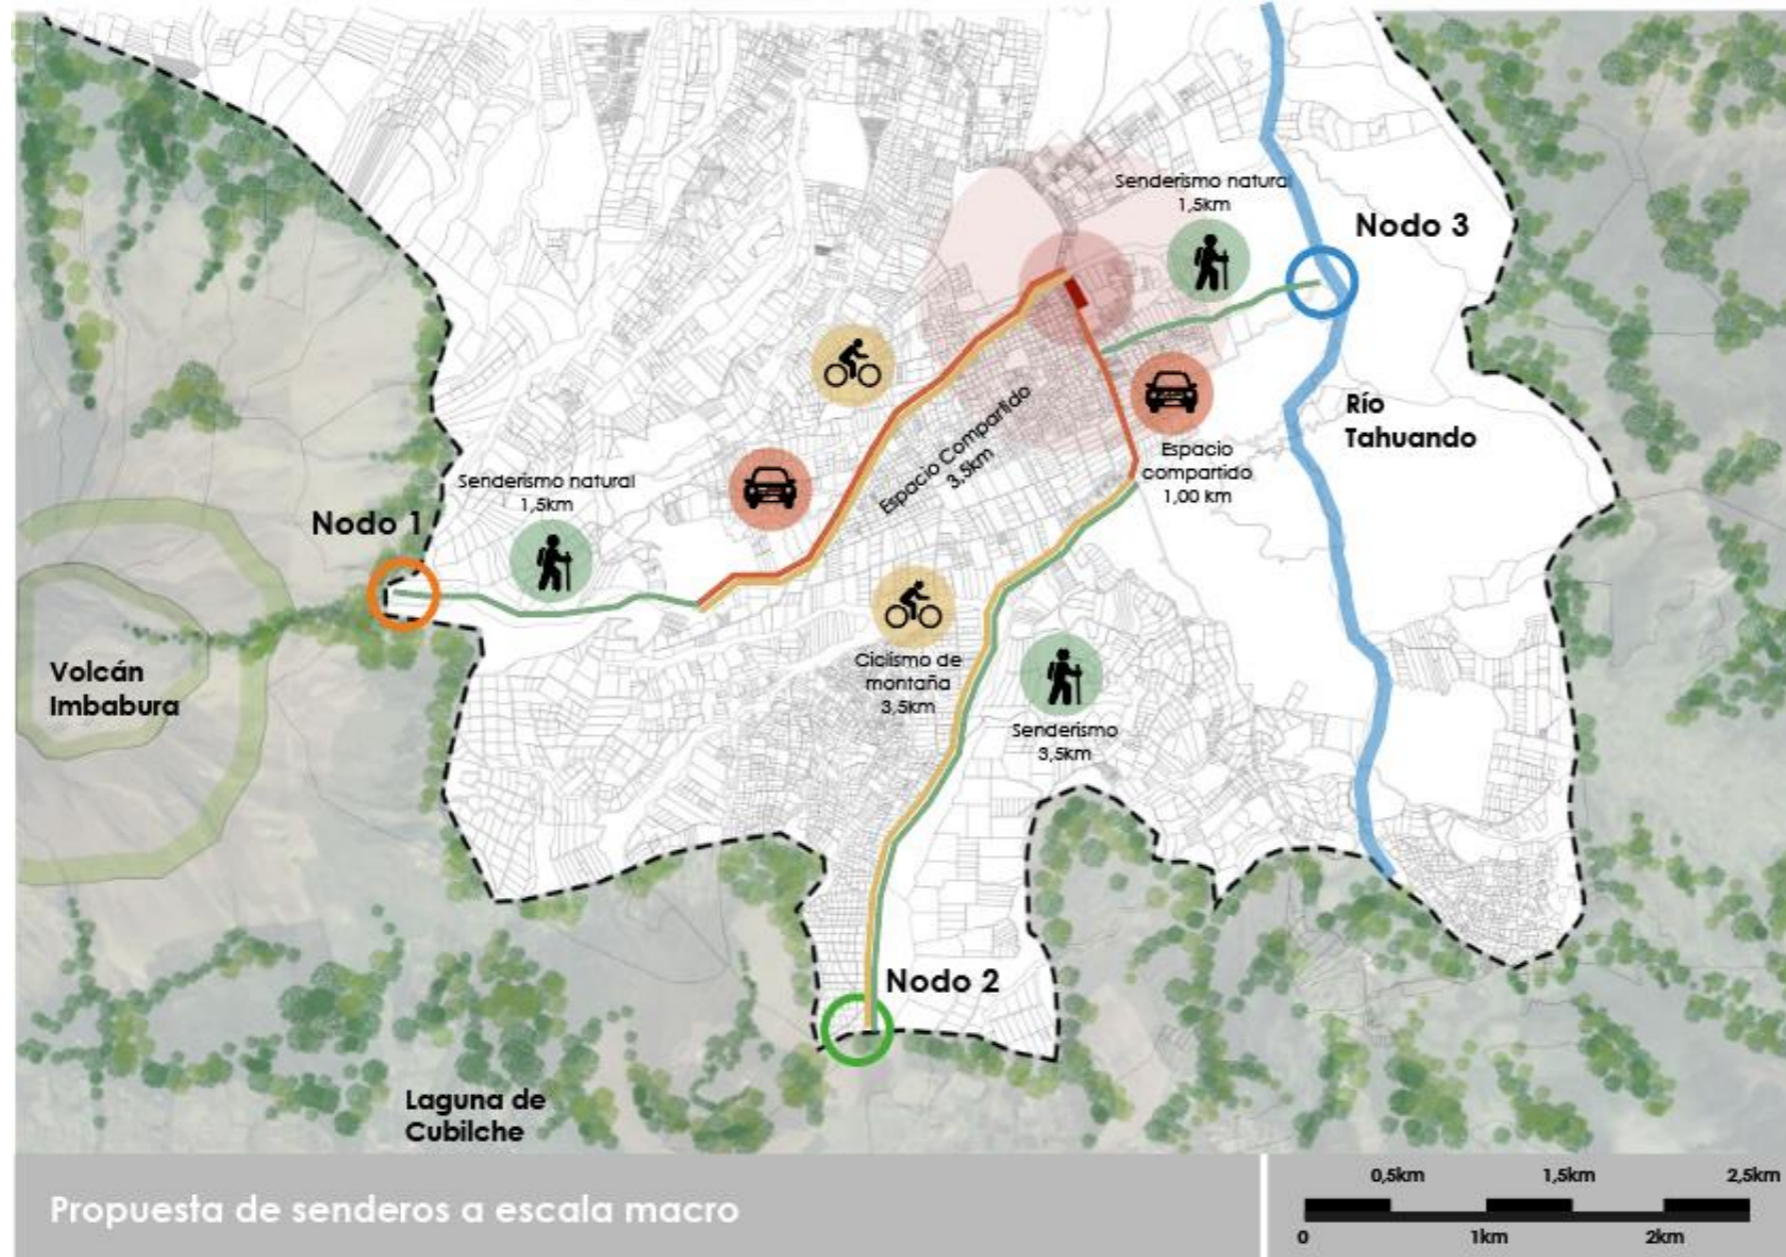 Senderismo natural
1,5km
Nodo 3
Río
Tahuando
Espacio Compartido
3,5km
Espacio
compartido
1,00 km
Senderismo natural
1,5km
Nodo 1
Volcán
Imbabura
Ciclismo de
montaña
3,5km
Senderismo
3,5km
Nodo 2
Laguna de
Cubilche
Propuesta de senderos a escala macro
0,5km 1,5km 2,5km
0 1km 2km